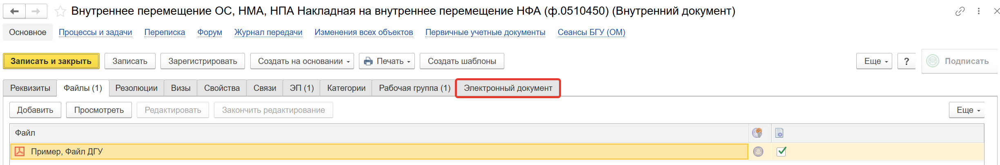 Внутреннее перемещение ОС, НМА, НПА Накладная на внутреннее перемещение НФА (ф.0510450) (Внутренний документ)
Основное Процессы и задачи Переписка Форум Журнал передачи Изменения всех объектов Первичные учетные документы Сеансы БГУ (ОМ)
Записать и закрыть Записать Зарегистрировать Создать на основании Печать Создать шаблоны Еще ? Подписать
Реквизиты Файлы (1) Резолюции Визы Свойства Связи ЭП (1) Категории Рабочая группа (1) Электронный документ
Добавить Просмотреть Редактировать Закончить редактирование Еще
Файл
Пример, Файл ДГУ